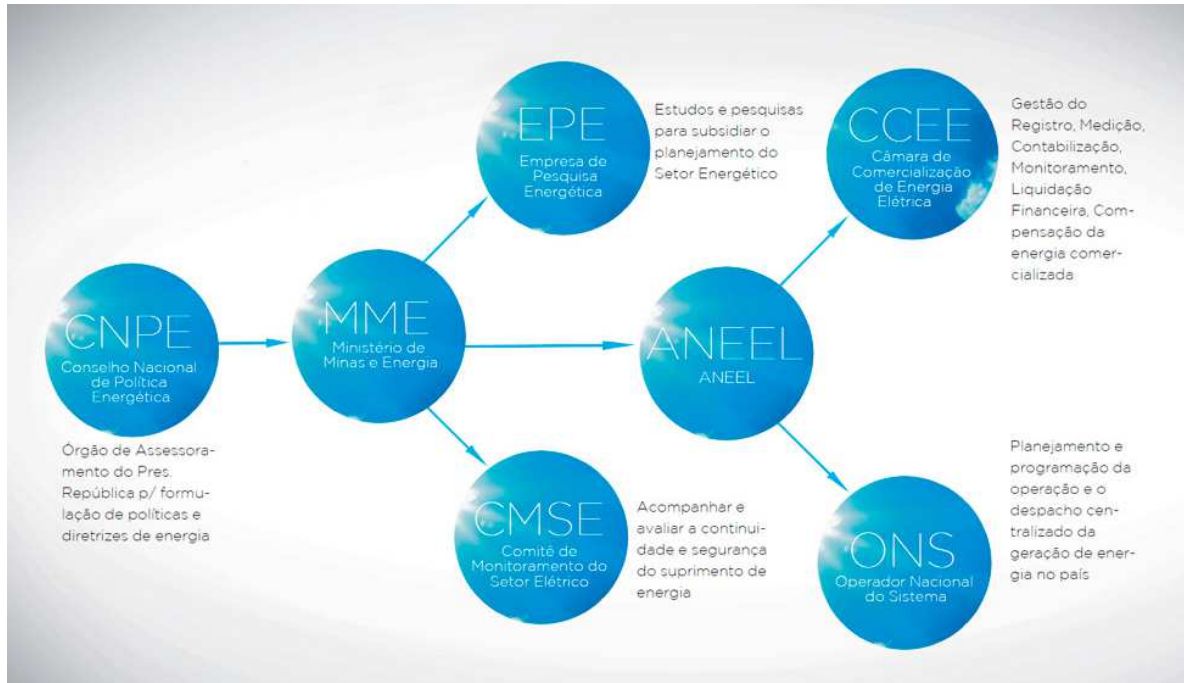 EPE
Empresa de
Pesquisa
Energética
Estudos e pesquisas
para subsidiar o
planejamento do
Setor Energético
CCEE
Câmara de
Comercialização
de Energia
Elétrica
Gestão do
Registro, Medição,
Contabilização,
Monitoramento,
Liquidação
Financeira, Com-
pensação da
energia comer-
cializada
CNPE
Conselho Nacional
de Política
Energética
Órgão de Assessora-
mento do Pres.
República p/ formu-
lação de políticas e
diretrizes de energia
MME
Ministério de
Minas e Energia
ANEEL
ANEEL
CMSE
Comitê de
Monitoramento do
Setor Elétrico
Acompanhar e
avaliar a continui-
dade e segurança
do suprimento de
energia
ONS
Operador Nacional
do Sistema
Planejamento e
programação da
operação e o
despacho cen-
tralizado da
geração de ener-
gia no país